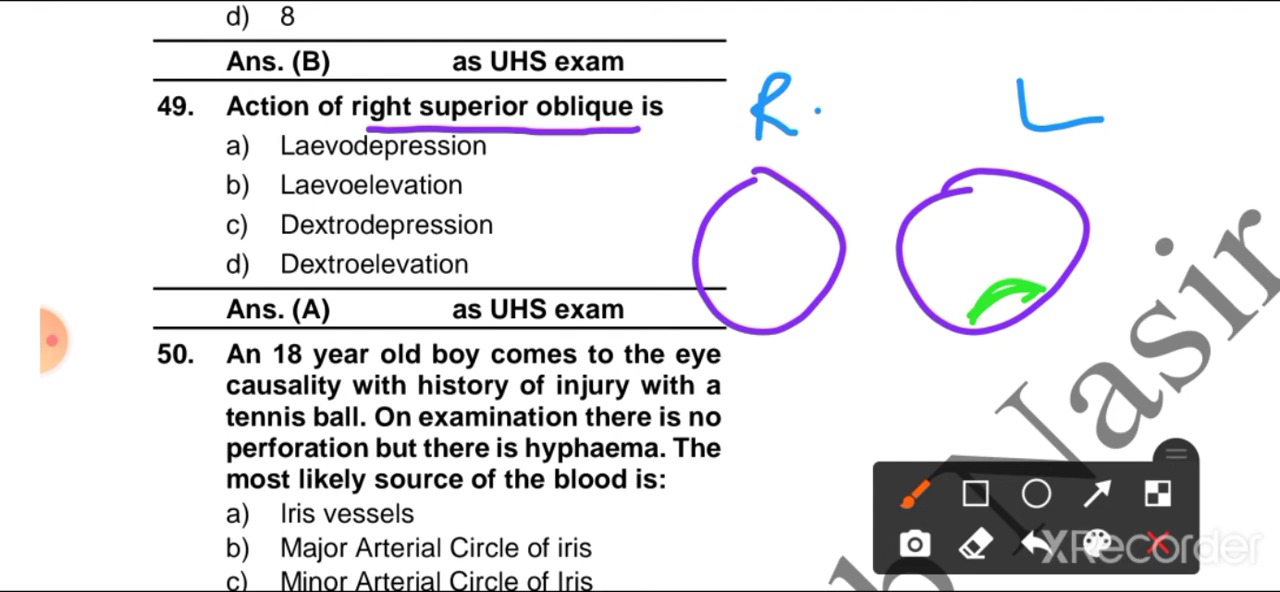 d) 8
Ans. (B) as UHS exam
49. Action of right superior oblique is
a) Laevodepression
b) Laevoelevation
c) Dextrodepression
d) Dextroelevation
Ans. (A) as UHS exam
50. An 18 year old boy comes to the eye
causality with history of injury with a
tennis ball. On examination there is no
perforation but there is hyphaema. The
most likely source of the blood is:
a) Iris vessels
b) Major Arterial Circle of iris
c) Minor Arterial Circle of Iris
R. L
Nasir
XRecorder